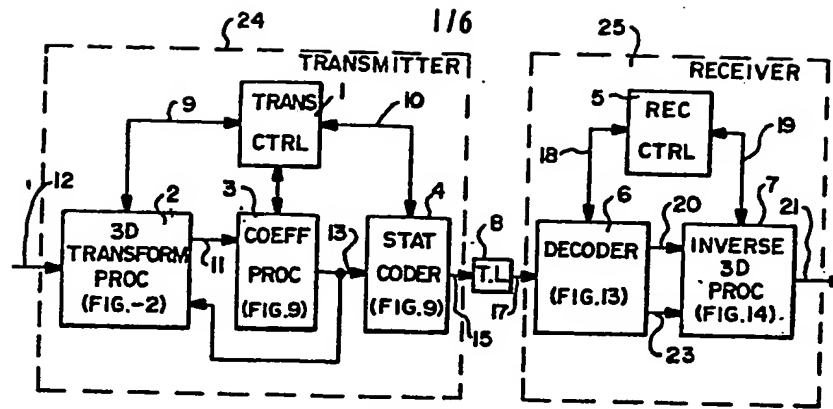 1/6
24
TRANSMITTER
25
RECEIVER
9
TRANS
CTRL
1
10
5
REC
CTRL
18
19
12
2
3D
TRANSFORM
PROC
(FIG.-2)
11
3
COEFF
PROC
(FIG.9)
13
4
STAT
CODER
(FIG.9)
15
8
T.L.
17
6
DECODER
(FIG.13)
20
23
7
INVERSE
3D
PROC
(FIG.14)
21